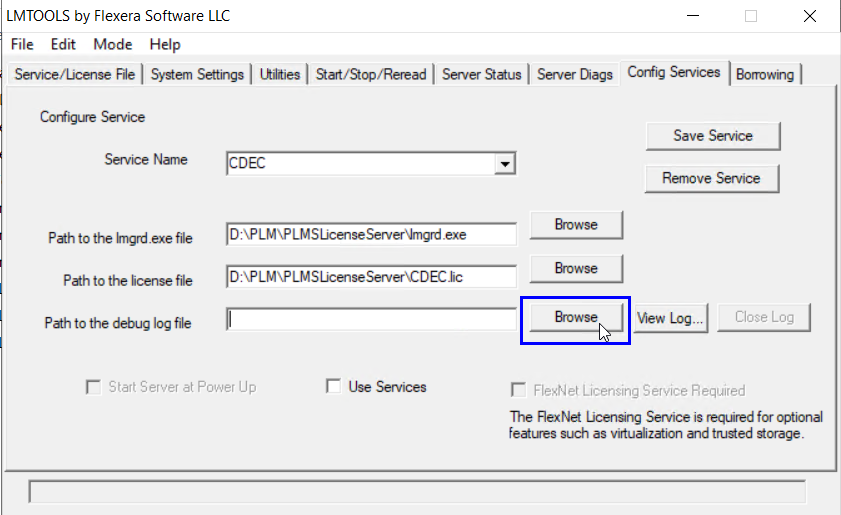 LMTOOLS by Flexera Software LLC
File Edit Mode Help
Service/License File System Settings Utilities Start/Stop/Reread Server Status Server Diags Config Services Borrowing
Configure Service
Save Service
Service Name CDEC
Remove Service
Path to the lmgrd.exe file D:\PLM\PLMSLicenseServer\lmgrd.exe Browse
Path to the license file D:\PLM\PLMSLicenseServer\CDEC.lic Browse
Path to the debug log file Browse View Log... Close Log
Start Server at Power Up Use Services FlexNet Licensing Service Required
The FlexNet Licensing Service is required for optional
features such as virtualization and trusted storage.